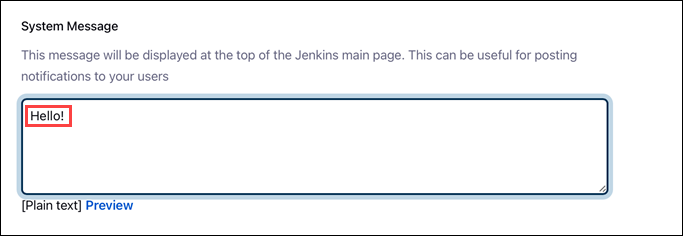 System Message
This message will be displayed at the top of the Jenkins main page. This can be useful for posting
notifications to your users
Hello!
[Plain text] Preview